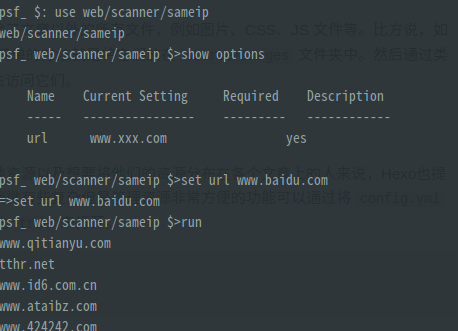 psf_ $: use web/scanner/sameip
web/scanner/sameip
psf_ web/scanner/sameip $>show options
Name Current Setting Required Description
----- ---------------- --------- ------------
url www.xxx.com yes
psf_ web/scanner/sameip $>set url www.baidu.com
=>set url www.baidu.com
psf_ web/scanner/sameip $>run
www.qitianyu.com
tthr.net
www.id6.com.cn
www.ataibz.com
www.424242.com